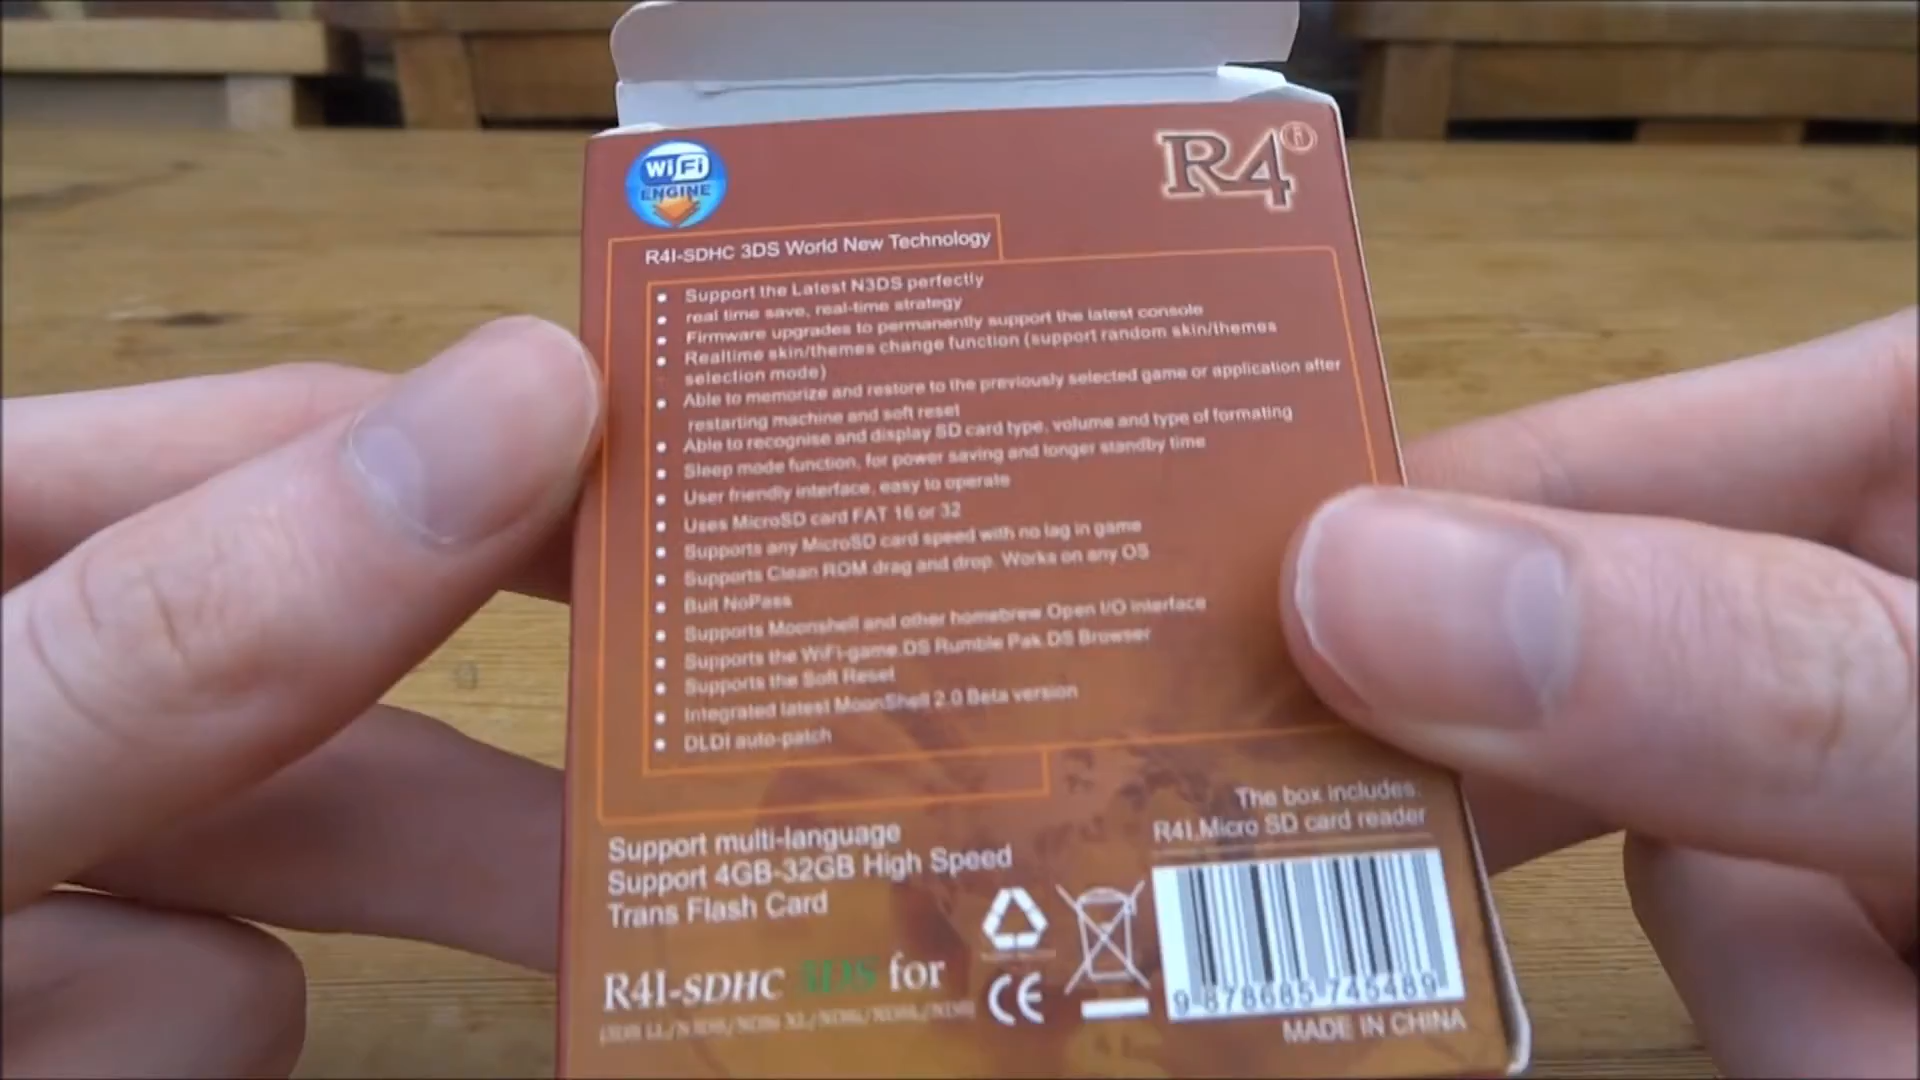 WiFi
ENGINE
R4i
R4I-SDHC 3DS World New Technology
Support the Latest N3DS perfectly
real time save, real-time strategy
Firmware upgrades to permanently support the latest console
Realtime skin/themes change function (support random skin/themes
selection mode)
Able to memorize and restore to the previously selected game or application after
restarting machine and soft reset
Able to recognise and display SD card type, volume and type of formating
Sleep mode function, for power saving and longer standby time
User friendly interface, easy to operate
Uses MicroSD card FAT 16 or 32
Supports any MicroSD card speed with no lag in game
Supports Clean ROM drag and drop. Works on any OS
Buit NoPass
Supports Moonshell and other homebrew Open I/O interface
Supports the WiFi-game.DS Rumble Pak DS Browser
Supports the Soft Reset
Integrated latest MoonShell 2.0 Beta version
DLDI auto-patch
Support multi-language
Support 4GB-32GB High Speed
Trans Flash Card
The box includes:
R4I,Micro SD card reader
R4I-SDHC 3DS for
CE
9 878685 745489
MADE IN CHINA